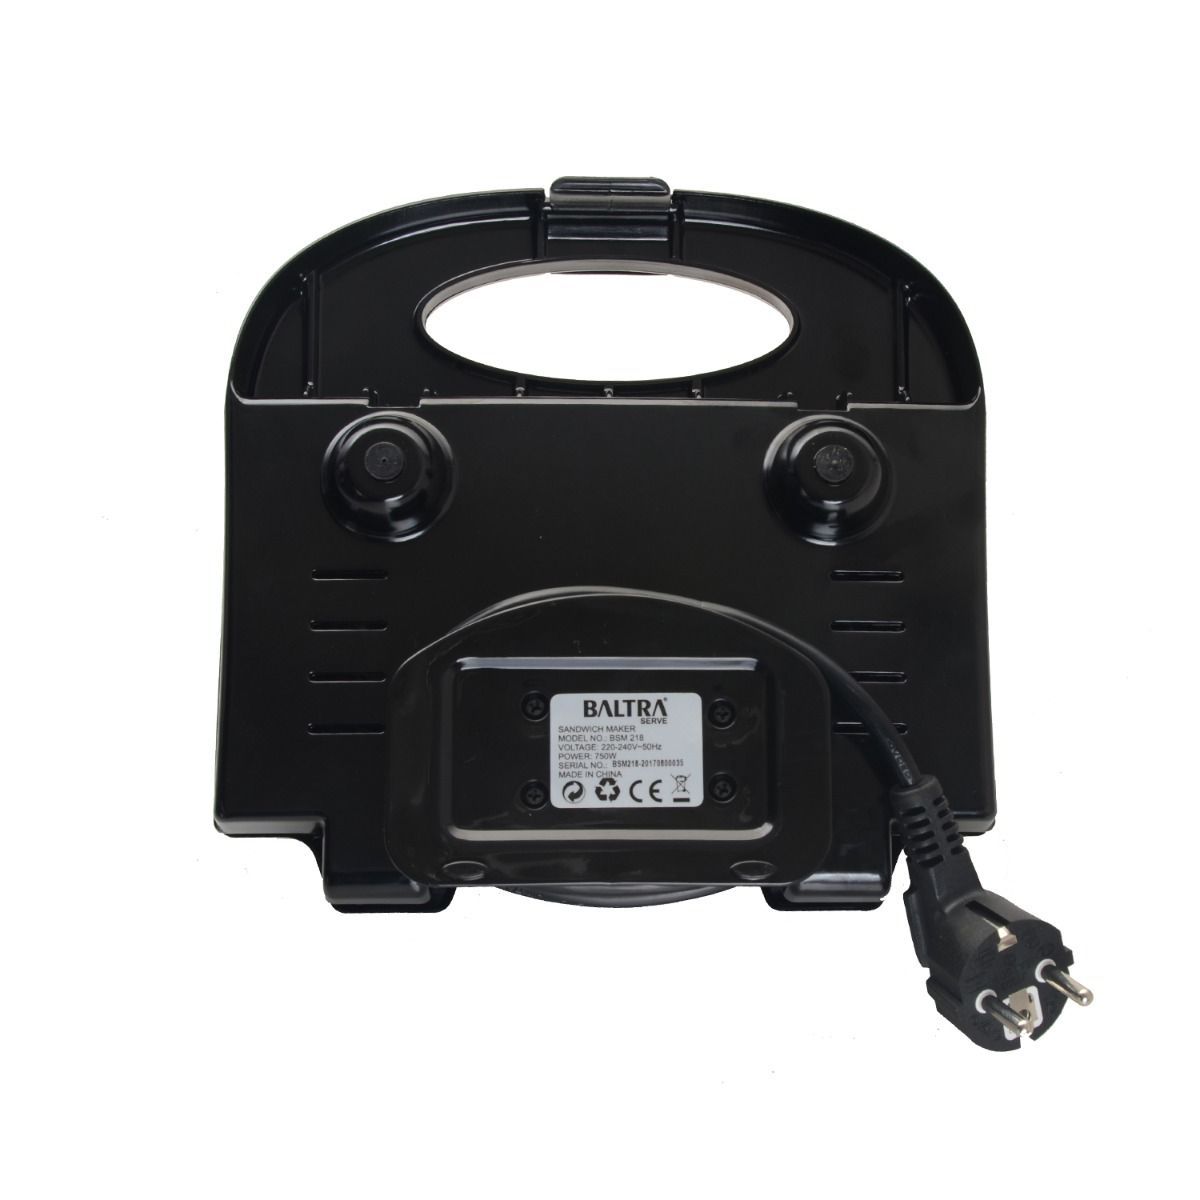 BALTRA®
SERVE
SANDWICH MAKER
MODEL NO.: BSM 218
VOLTAGE: 220-240V~50Hz
POWER: 750W
SERIAL NO.: BSM218-20170800035
MADE IN CHINA
CE